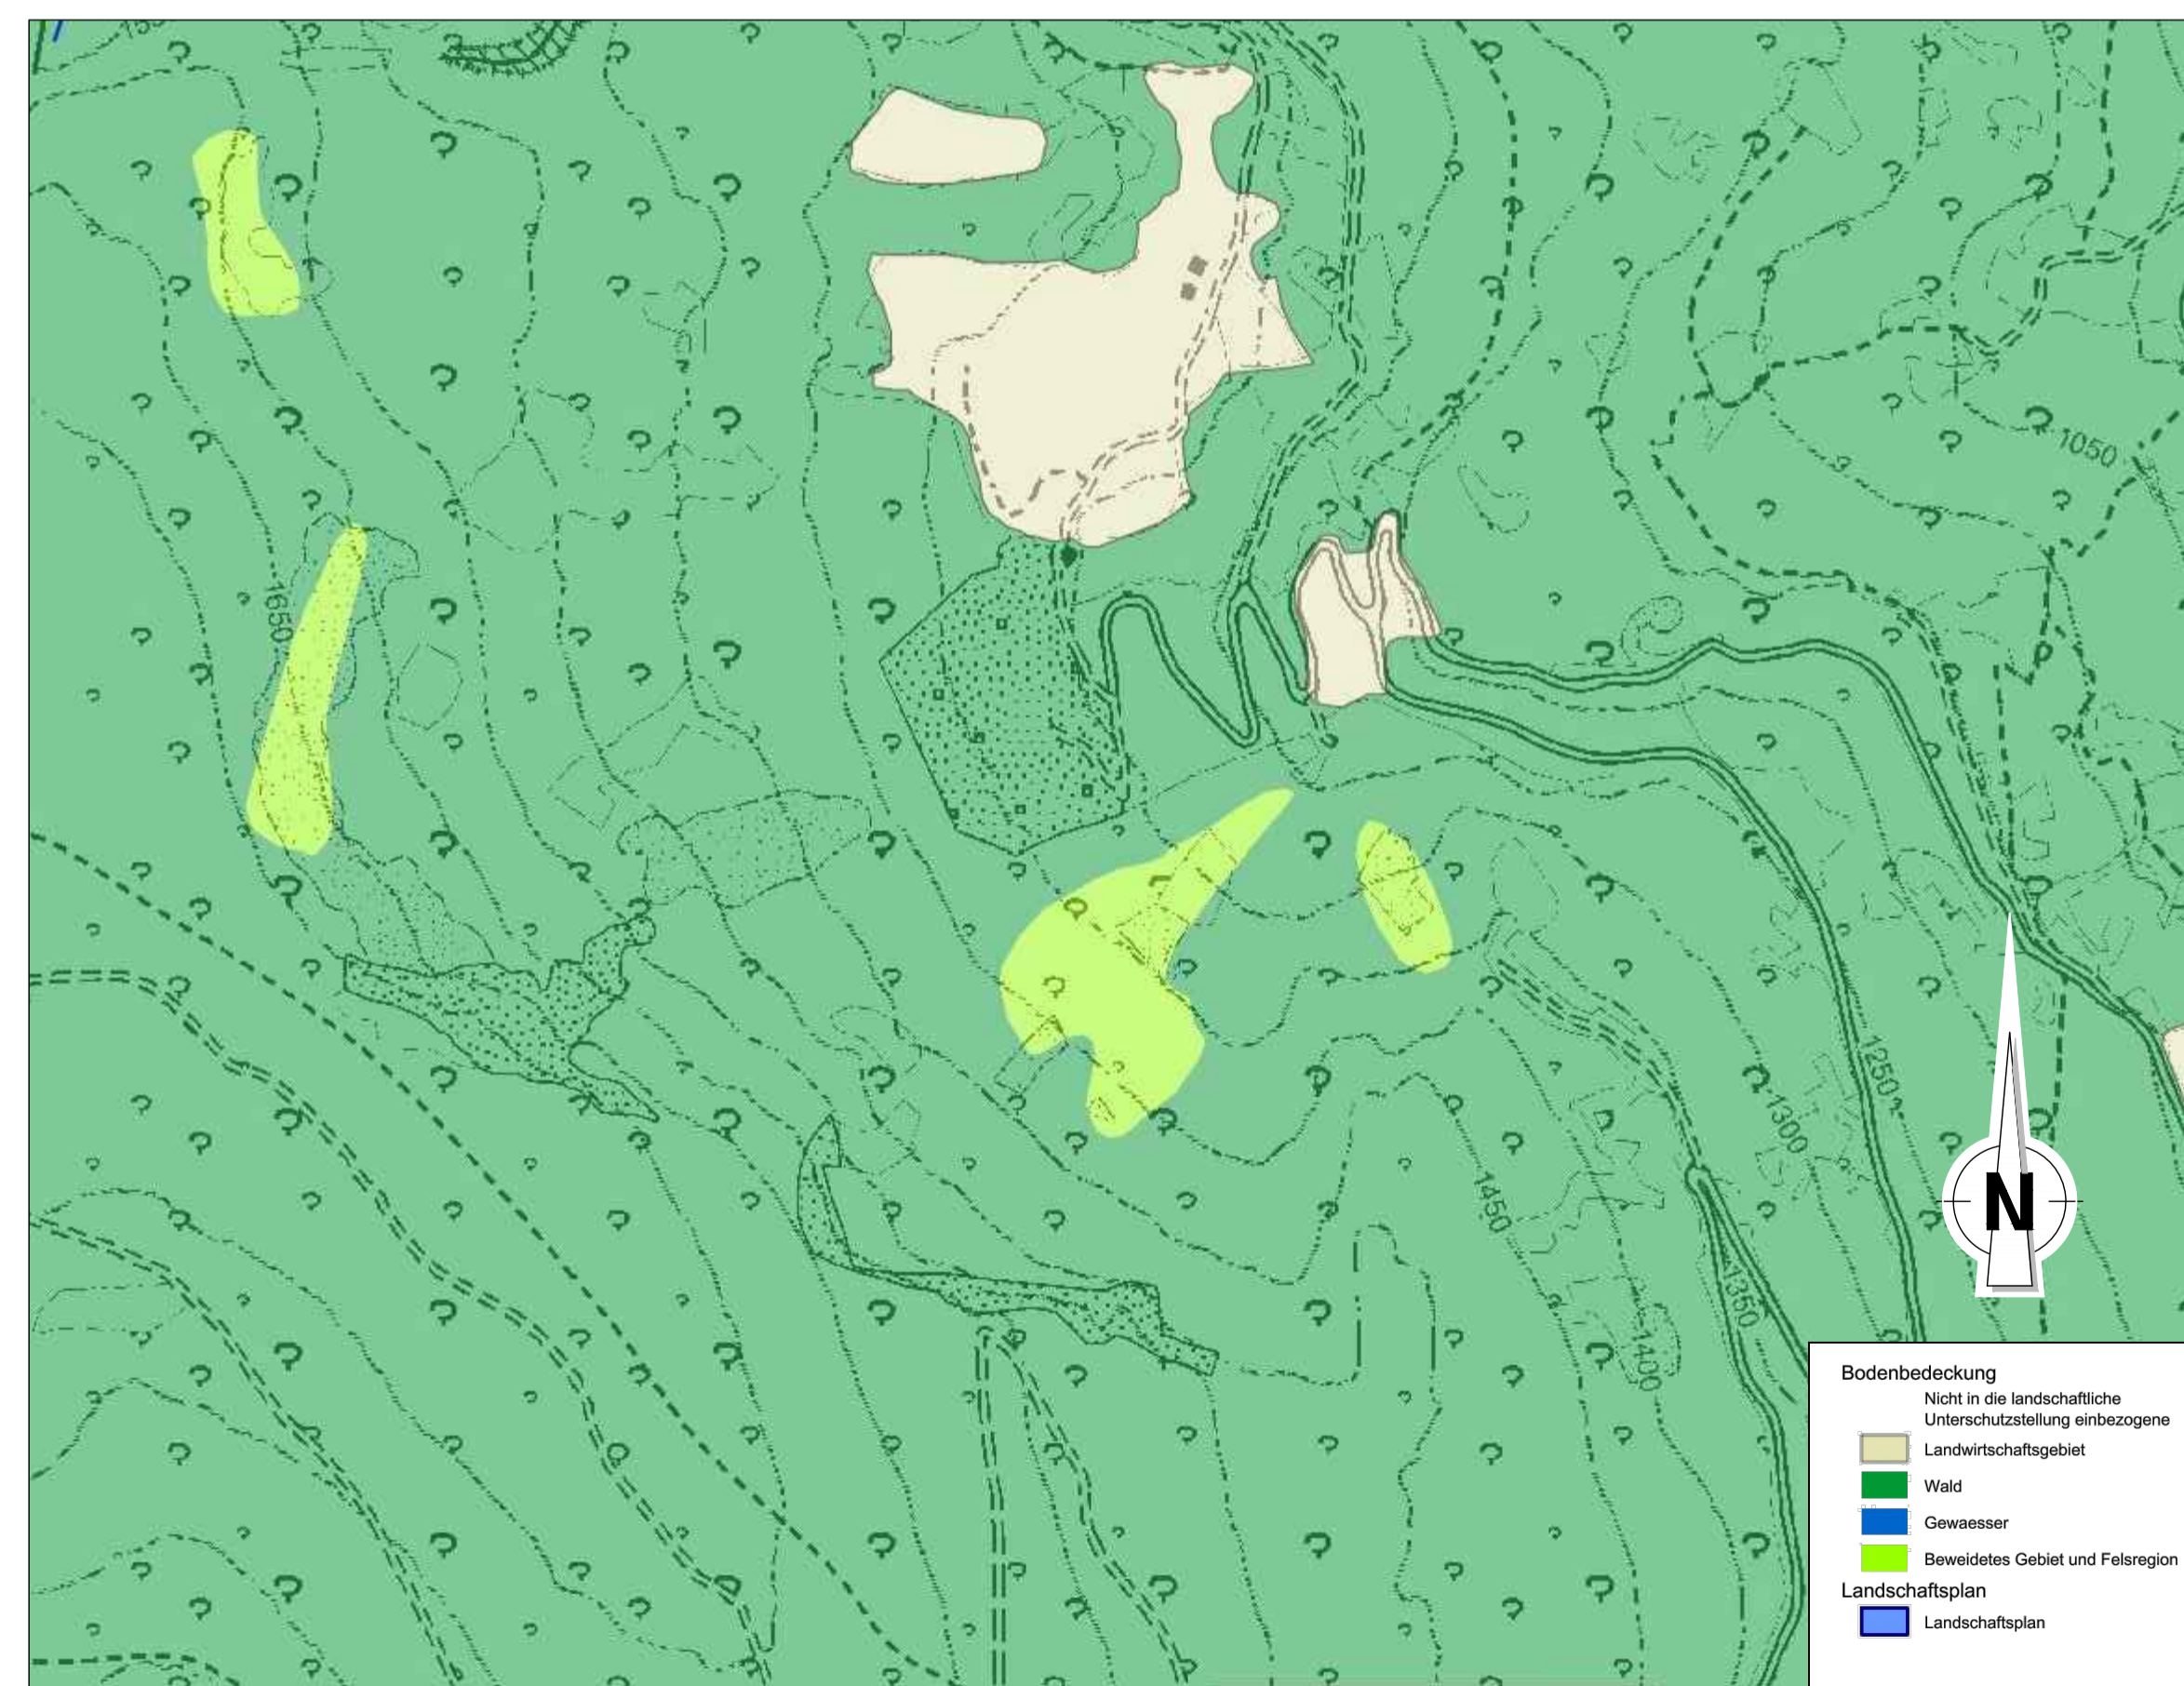 1050
1650
1250
1300
1450
N
1350
1400
Bodenbedeckung
Nicht in die landschaftliche
Unterschutzstellung einbezogene
Landwirtschaftsgebiet
Wald
Gewaesser
Beweidetes Gebiet und Felsregion
Landschaftsplan
Landschaftsplan